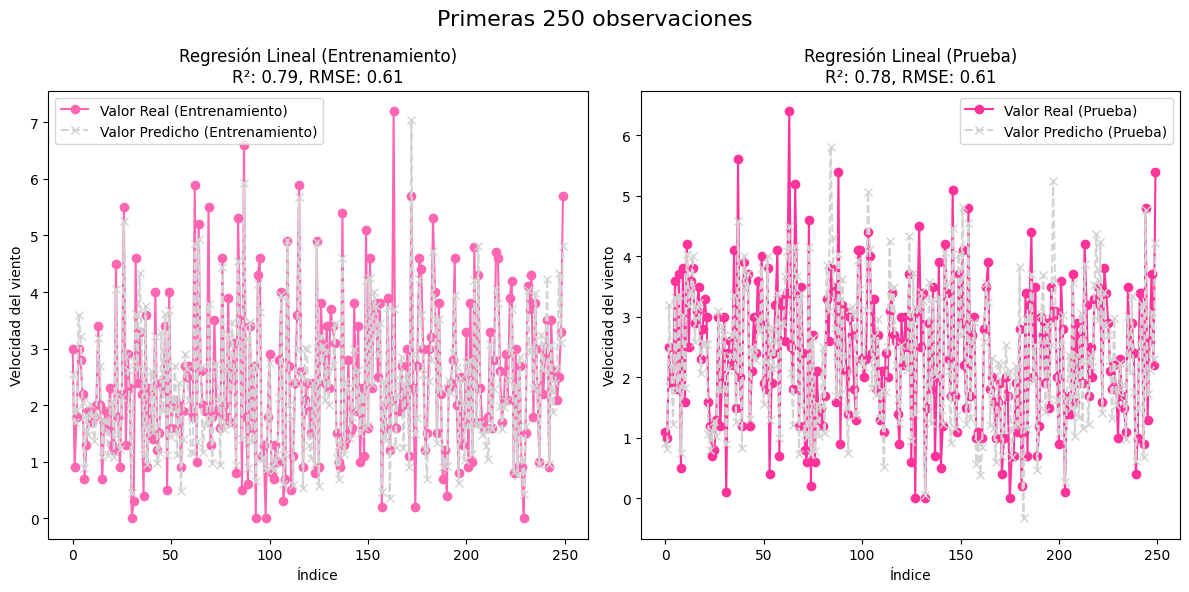 Primeras 250 observaciones
Regresión Lineal (Entrenamiento)
R²: 0.79, RMSE: 0.61
Valor Real (Entrenamiento)
Valor Predicho (Entrenamiento)
Velocidad del viento
7
6
5
4
3
2
1
0
0 50 100 150 200 250
Índice
Regresión Lineal (Prueba)
R²: 0.78, RMSE: 0.61
Valor Real (Prueba)
Valor Predicho (Prueba)
Velocidad del viento
6
5
4
3
2
1
0
0 50 100 150 200 250
Índice